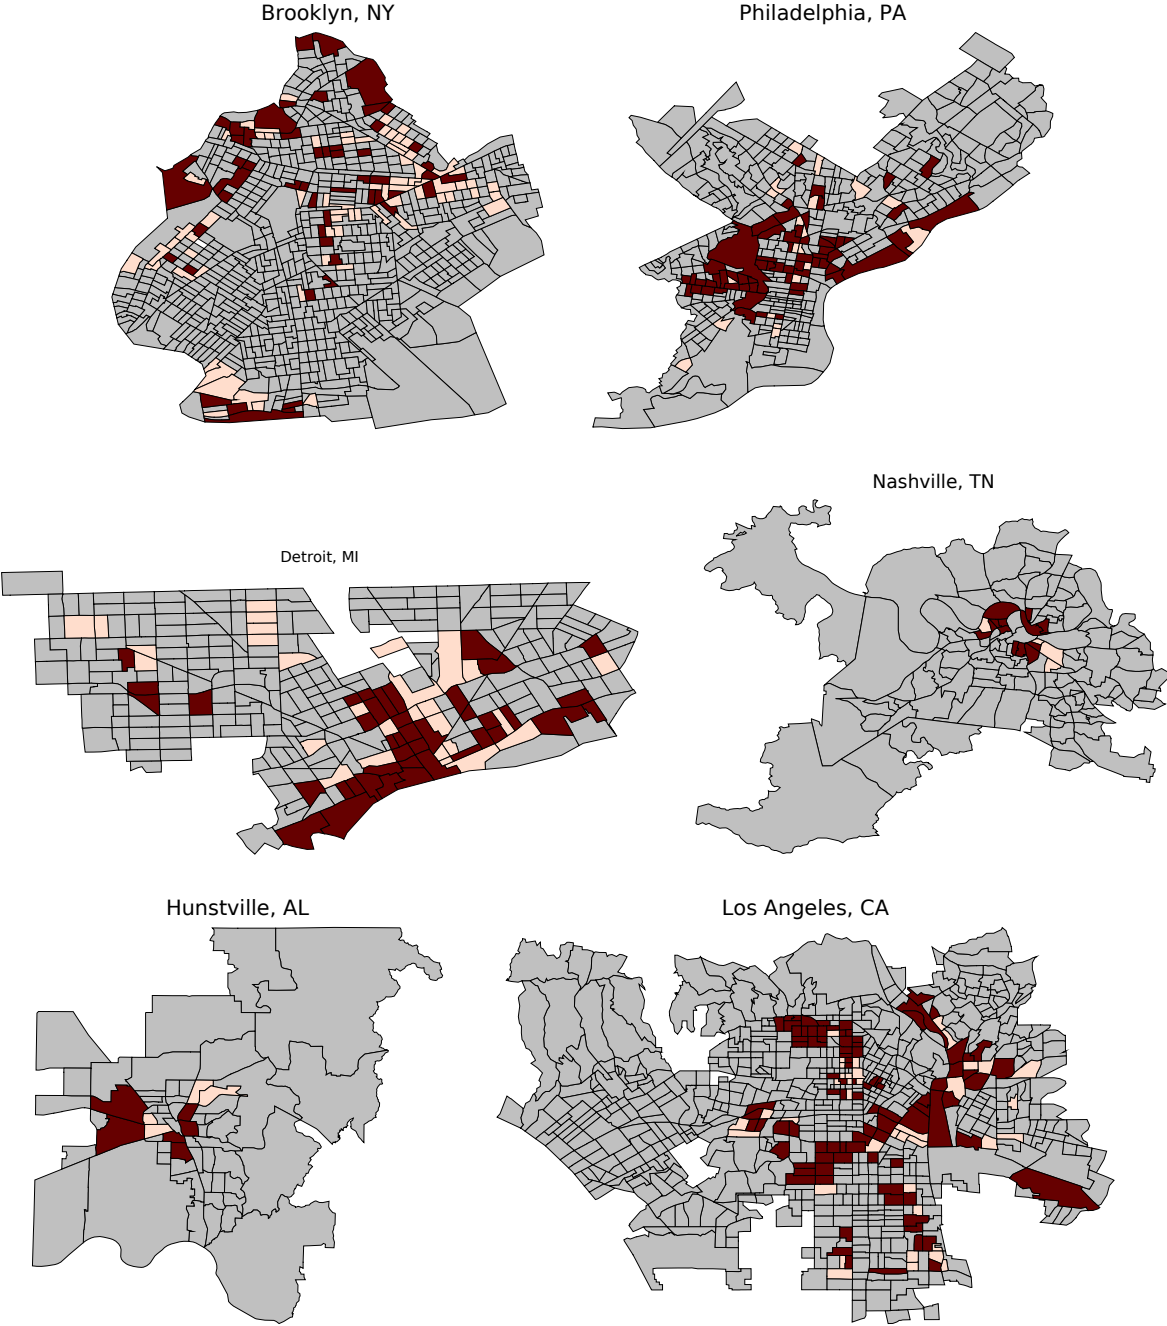 Brooklyn, NY
Philadelphia, PA
Nashville, TN
Detroit, MI
Hunstville, AL
Los Angeles, CA